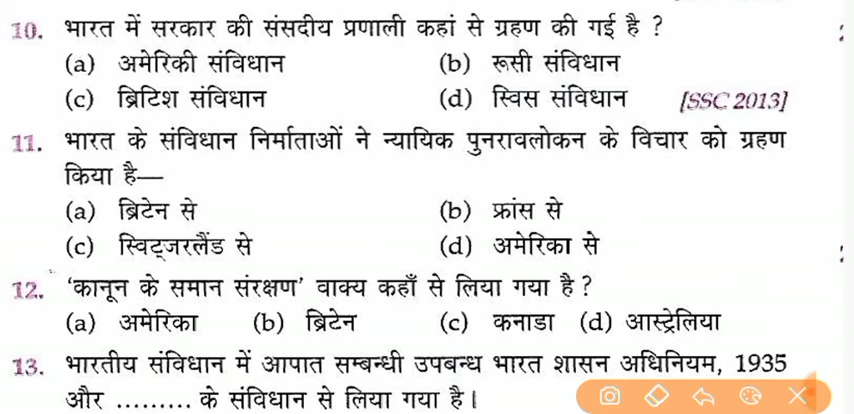 10. भारत में सरकार की संसदीय प्रणाली कहां से ग्रहण की गई है ?
(a) अमेरिकी संविधान (b) रूसी संविधान
(c) ब्रिटिश संविधान (d) स्विस संविधान [SSC 2013]
11. भारत के संविधान निर्माताओं ने न्यायिक पुनरावलोकन के विचार को ग्रहण
किया है—
(a) ब्रिटेन से (b) फ्रांस से
(c) स्विट्जरलैंड से (d) अमेरिका से
12. ‘कानून के समान संरक्षण’ वाक्य कहाँ से लिया गया है ?
(a) अमेरिका (b) ब्रिटेन (c) कनाडा (d) आस्ट्रेलिया
13. भारतीय संविधान में आपात सम्बन्धी उपबन्ध भारत शासन अधिनियम, 1935
और ......... के संविधान से लिया गया है।